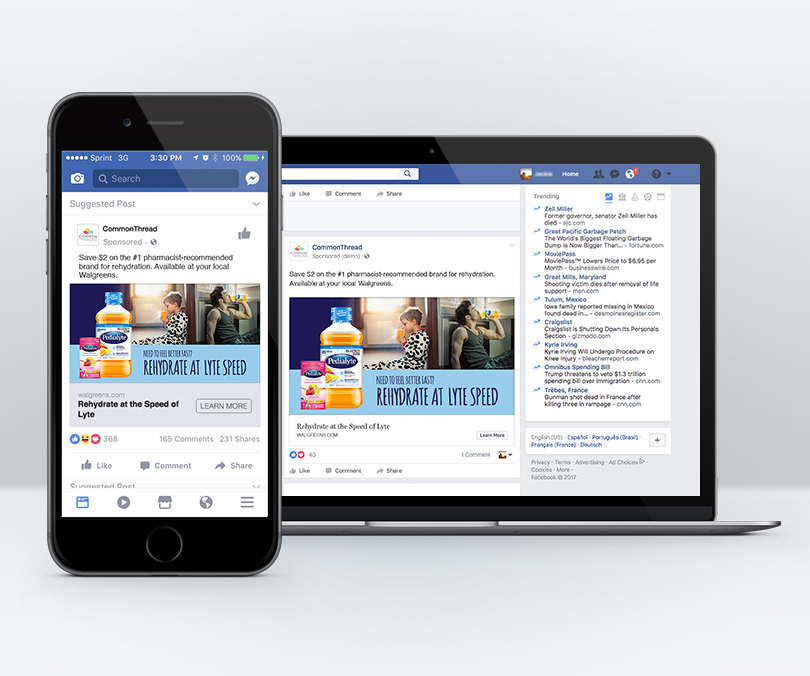 Sprint 3G 3:30 PM 100%
Search
Suggested Post
COMMON
THREAD
CommonThread
Sponsored ·
Save $2 on the #1 pharmacist-recommended
brand for rehydration. Available at your local
Walgreens.
Pedialyte
NEED TO FEEL BETTER FAST?
REHYDRATE AT LYTE SPEED
walgreens.com
Rehydrate at the Speed of
Lyte
LEARN MORE
368
165 Comments 231 Shares
Like Comment Share
Suggested Post
Home
Like Comment Share
CommonThread
Sponsored (demo) ·
Save $2 on the #1 pharmacist-recommended brand for rehydration.
Available at your local Walgreens.
Pedialyte
NEED TO FEEL BETTER FAST?
REHYDRATE AT LYTE SPEED
Rehydrate at the Speed of Lyte
WALGREENS.COM
Learn More
40
1 Comment
Like Comment Share
Trending
Zell Miller
Former governor, senator Zell Miller has
died - ajc.com
Great Pacific Garbage Patch
The World's Biggest Floating Garbage
Dump Is Now Bigger Than... - fortune.com
MoviePass
MoviePass™ Lowers Price to $6.95 per
Month - businesswire.com
Great Mills, Maryland
Shooting victim dies after removal of life
support - msn.com
Tulum, Mexico
Iowa family reported missing in Mexico
found dead in... - desmoinesregister.com
Craigslist
Craigslist Is Shutting Down Its Personals
Section - gizmodo.com
Kyrie Irving
Kyrie Irving Will Undergo Procedure on
Knee Injury - bleacherreport.com
Omnibus Spending Bill
Trump threatens to veto $1.3 trillion
spending bill over immigration - cnn.com
Trèbes, France
Gunman shot dead in France after
killing three in rampage - cnn.com
English (US) · Español · Português (Brasil) ·
Français (France) · Deutsch
Privacy · Terms · Advertising · Ad Choices
Cookies · More
Facebook © 2017